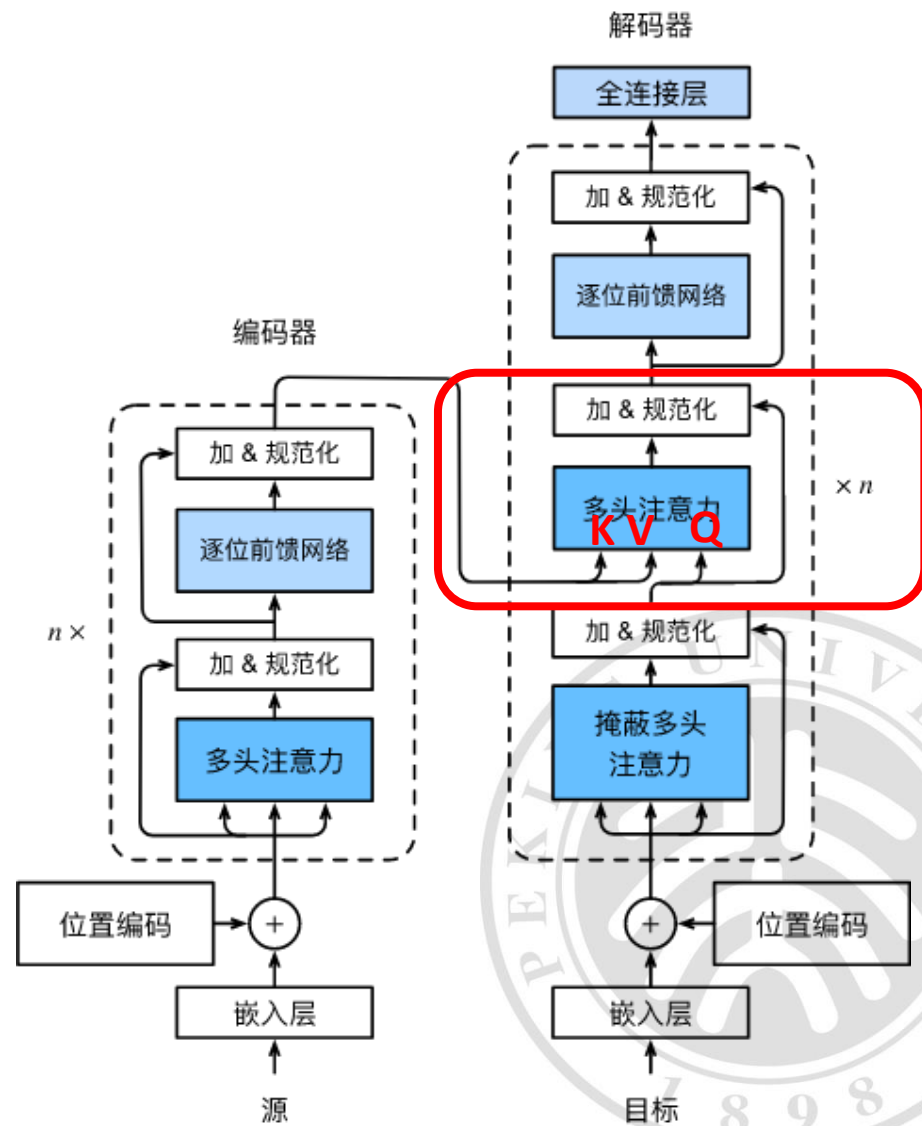 解码器
全连接层
加 & 规范化
逐位前馈网络
编码器
加 & 规范化
加 & 规范化
多头注意力
K V Q
× n
逐位前馈网络
n ×
加 & 规范化
加 & 规范化
多头注意力
掩蔽多头
注意力
位置编码
+
+
位置编码
嵌入层
嵌入层
源
目标
PEKI
UNIV
1898